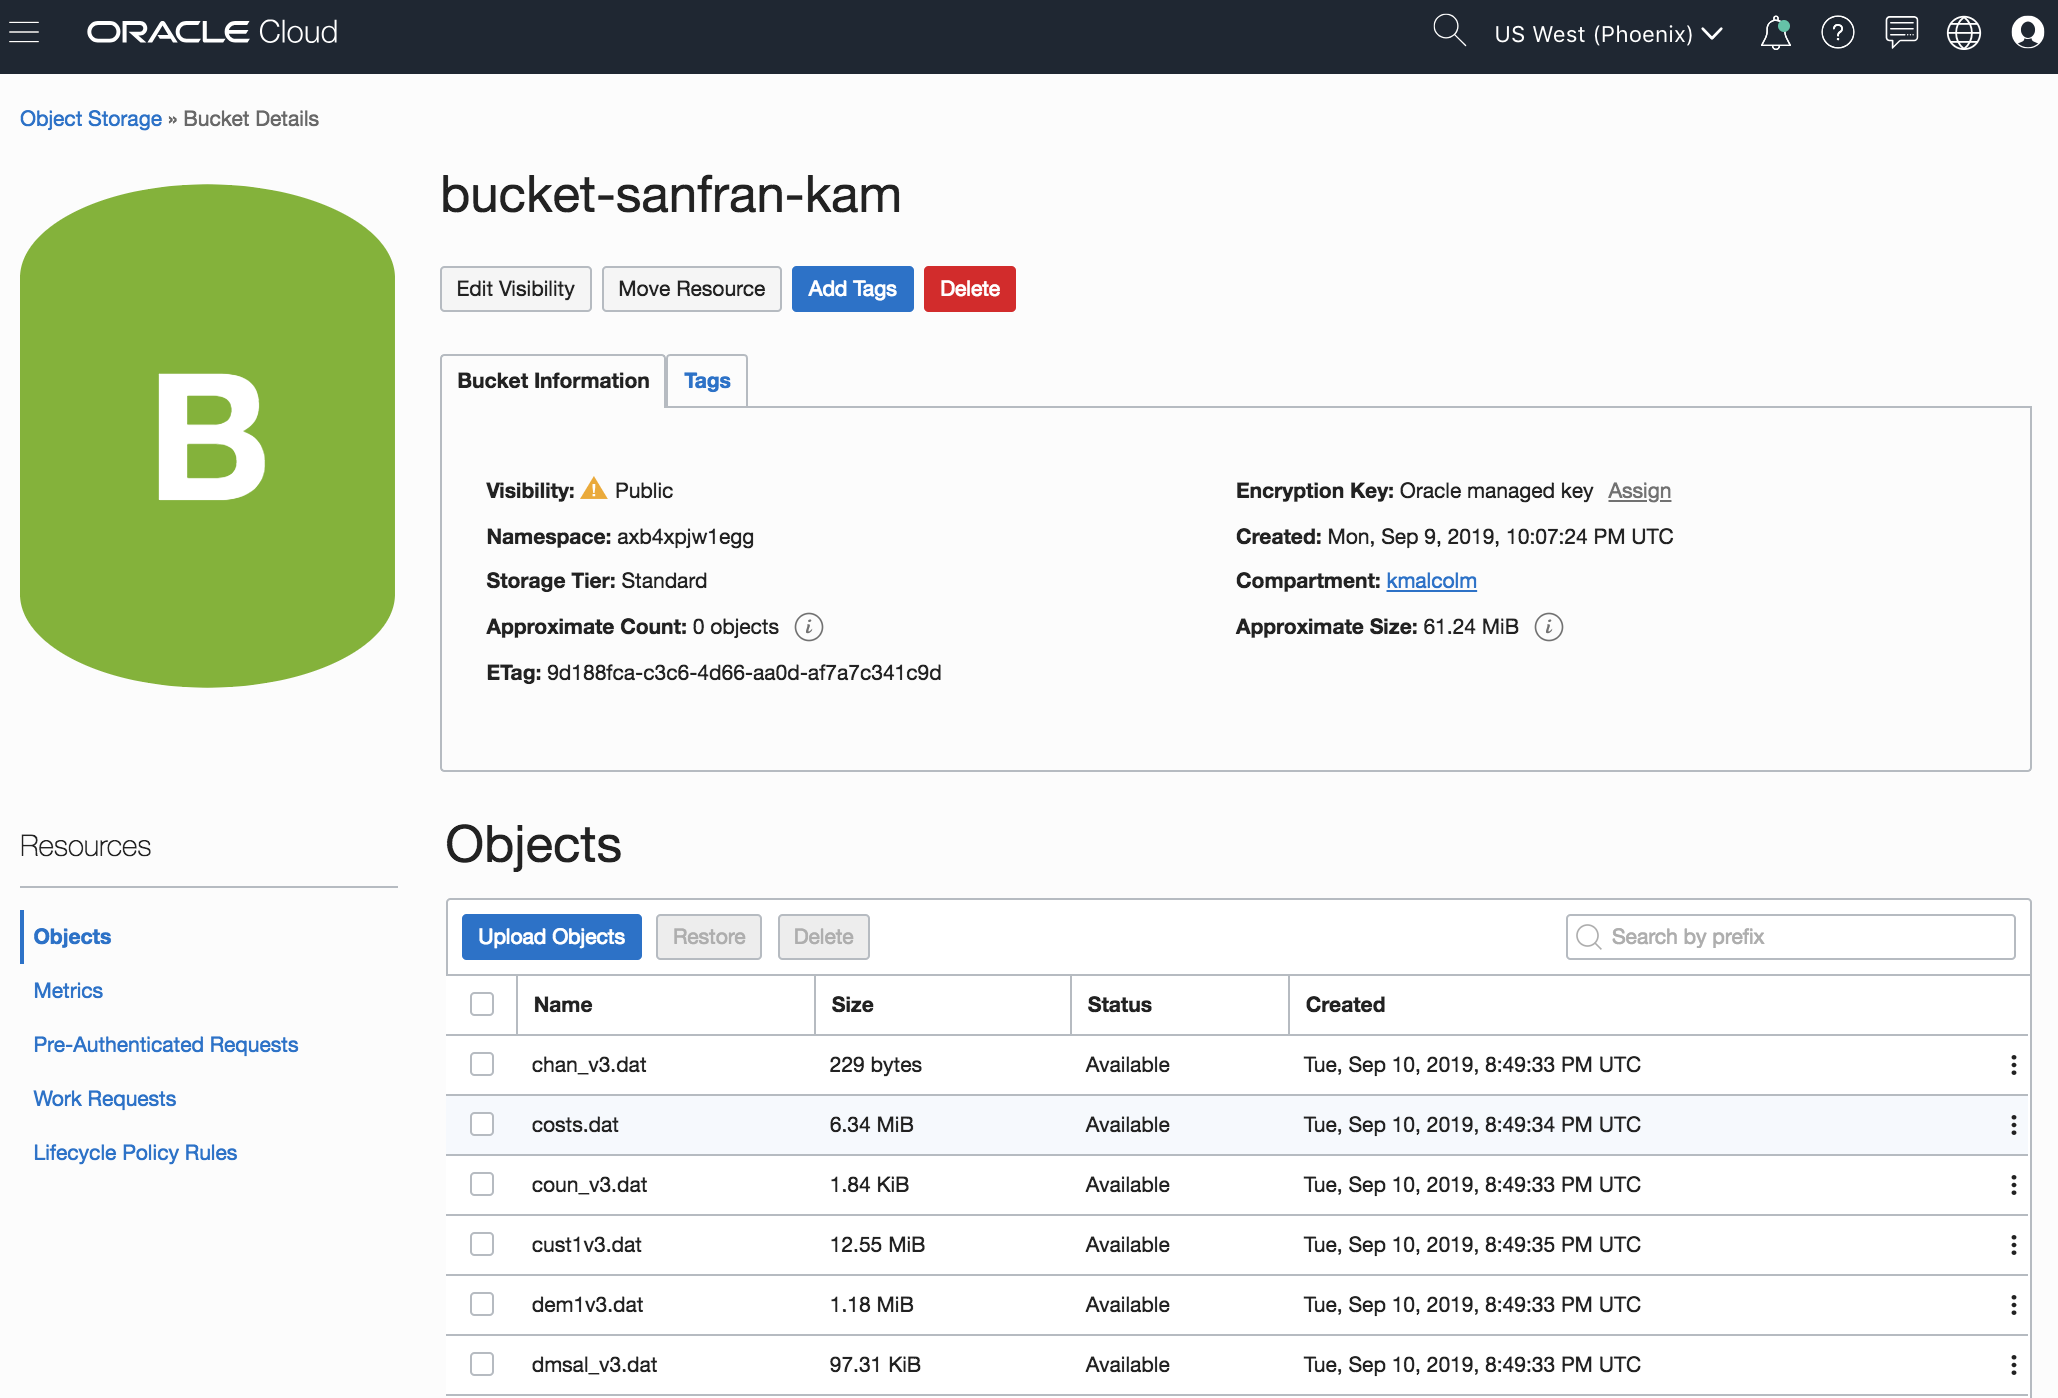 ORACLE Cloud
US West (Phoenix)
?
Object Storage » Bucket Details
B
bucket-sanfran-kam
Edit Visibility Move Resource Add Tags Delete
Bucket Information Tags
Visibility: Public
Namespace: axb4xpjw1egg
Storage Tier: Standard
Approximate Count: 0 objects i
ETag: 9d188fca-c3c6-4d66-aa0d-af7a7c341c9d
Encryption Key: Oracle managed key Assign
Created: Mon, Sep 9, 2019, 10:07:24 PM UTC
Compartment: kmalcolm
Approximate Size: 61.24 MiB i
Resources
Objects
Metrics
Pre-Authenticated Requests
Work Requests
Lifecycle Policy Rules
Objects
Upload Objects Restore Delete Search by prefix
Name Size Status Created
chan_v3.dat 229 bytes Available Tue, Sep 10, 2019, 8:49:33 PM UTC
costs.dat 6.34 MiB Available Tue, Sep 10, 2019, 8:49:34 PM UTC
coun_v3.dat 1.84 KiB Available Tue, Sep 10, 2019, 8:49:33 PM UTC
cust1v3.dat 12.55 MiB Available Tue, Sep 10, 2019, 8:49:35 PM UTC
dem1v3.dat 1.18 MiB Available Tue, Sep 10, 2019, 8:49:33 PM UTC
dmsal_v3.dat 97.31 KiB Available Tue, Sep 10, 2019, 8:49:33 PM UTC